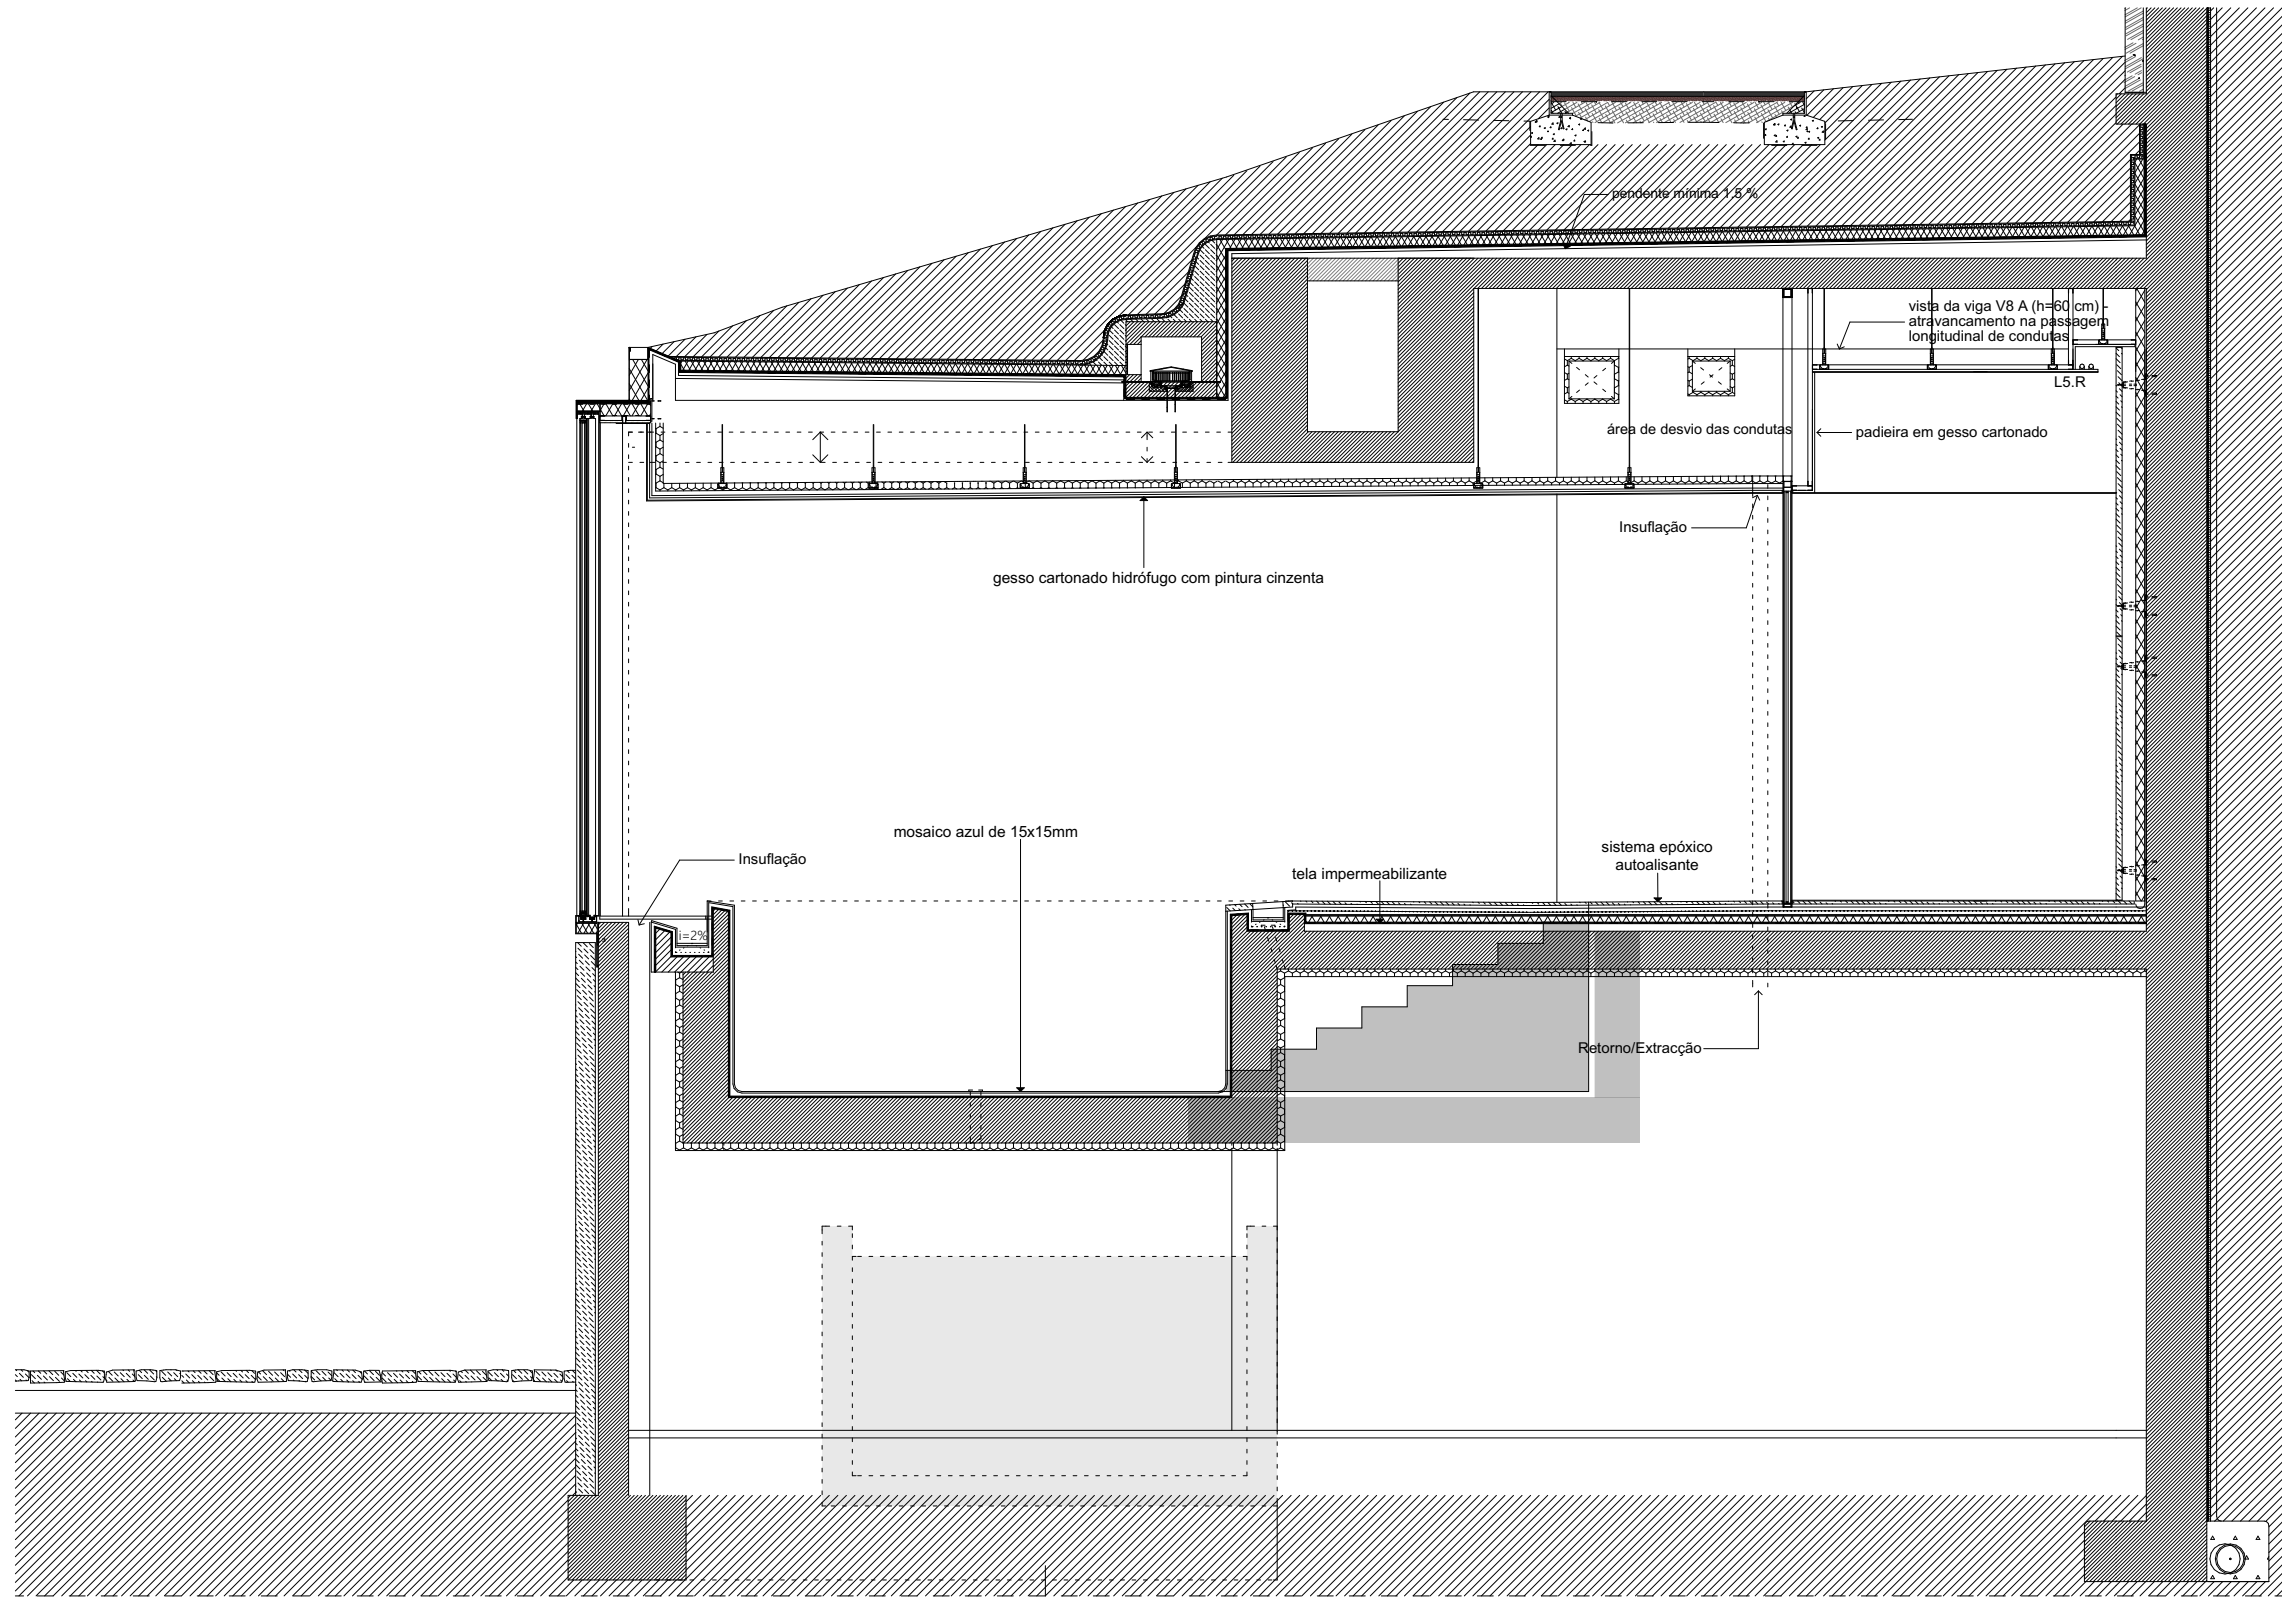 pendente mínima 1.5 %
vista da viga V8 A (h=60 cm) -
atravancamento na passagem
longitudinal de condutas
L5.R
área de desvio das condutas
padieira em gesso cartonado
Insuflação
gesso cartonado hidrófugo com pintura cinzenta
mosaico azul de 15x15mm
Insuflação
sistema epóxico
autoalisante
tela impermeabilizante
i=2%
Retorno/Extracção